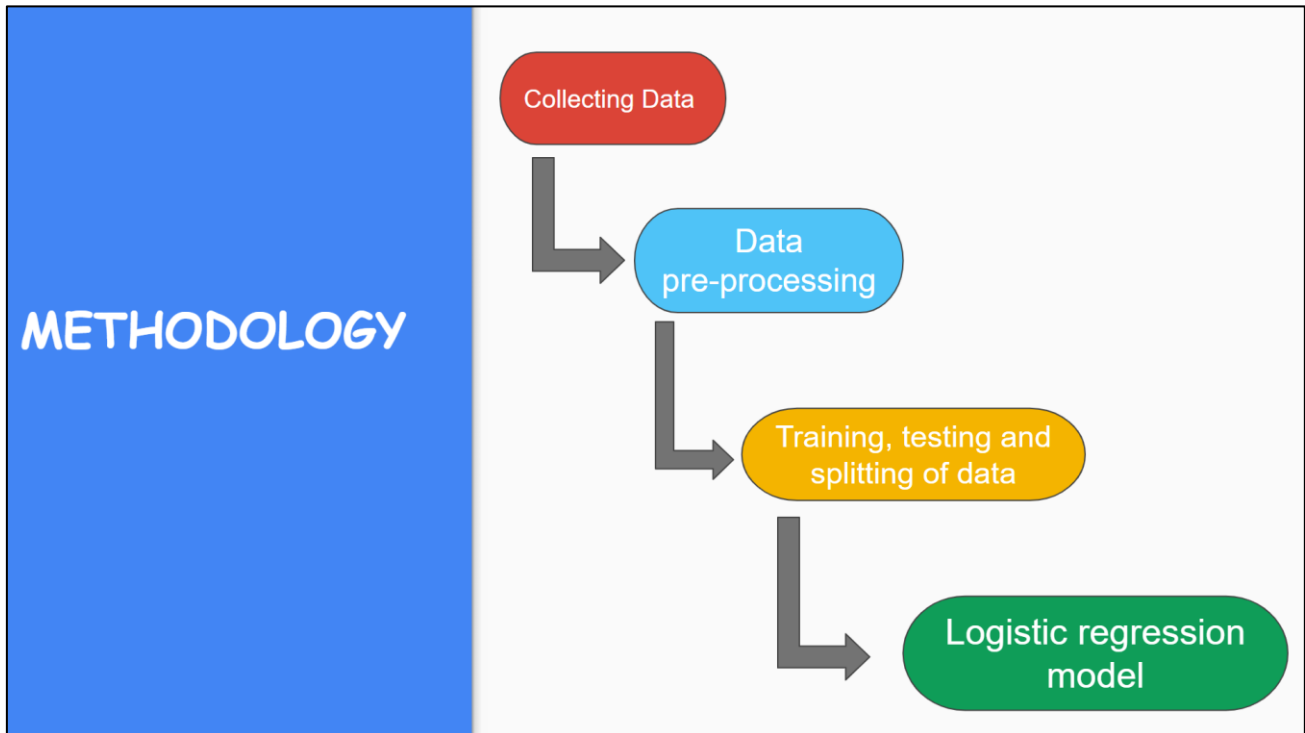 METHODOLOGY
Collecting Data
Data
pre-processing
Training, testing and
splitting of data
Logistic regression
model